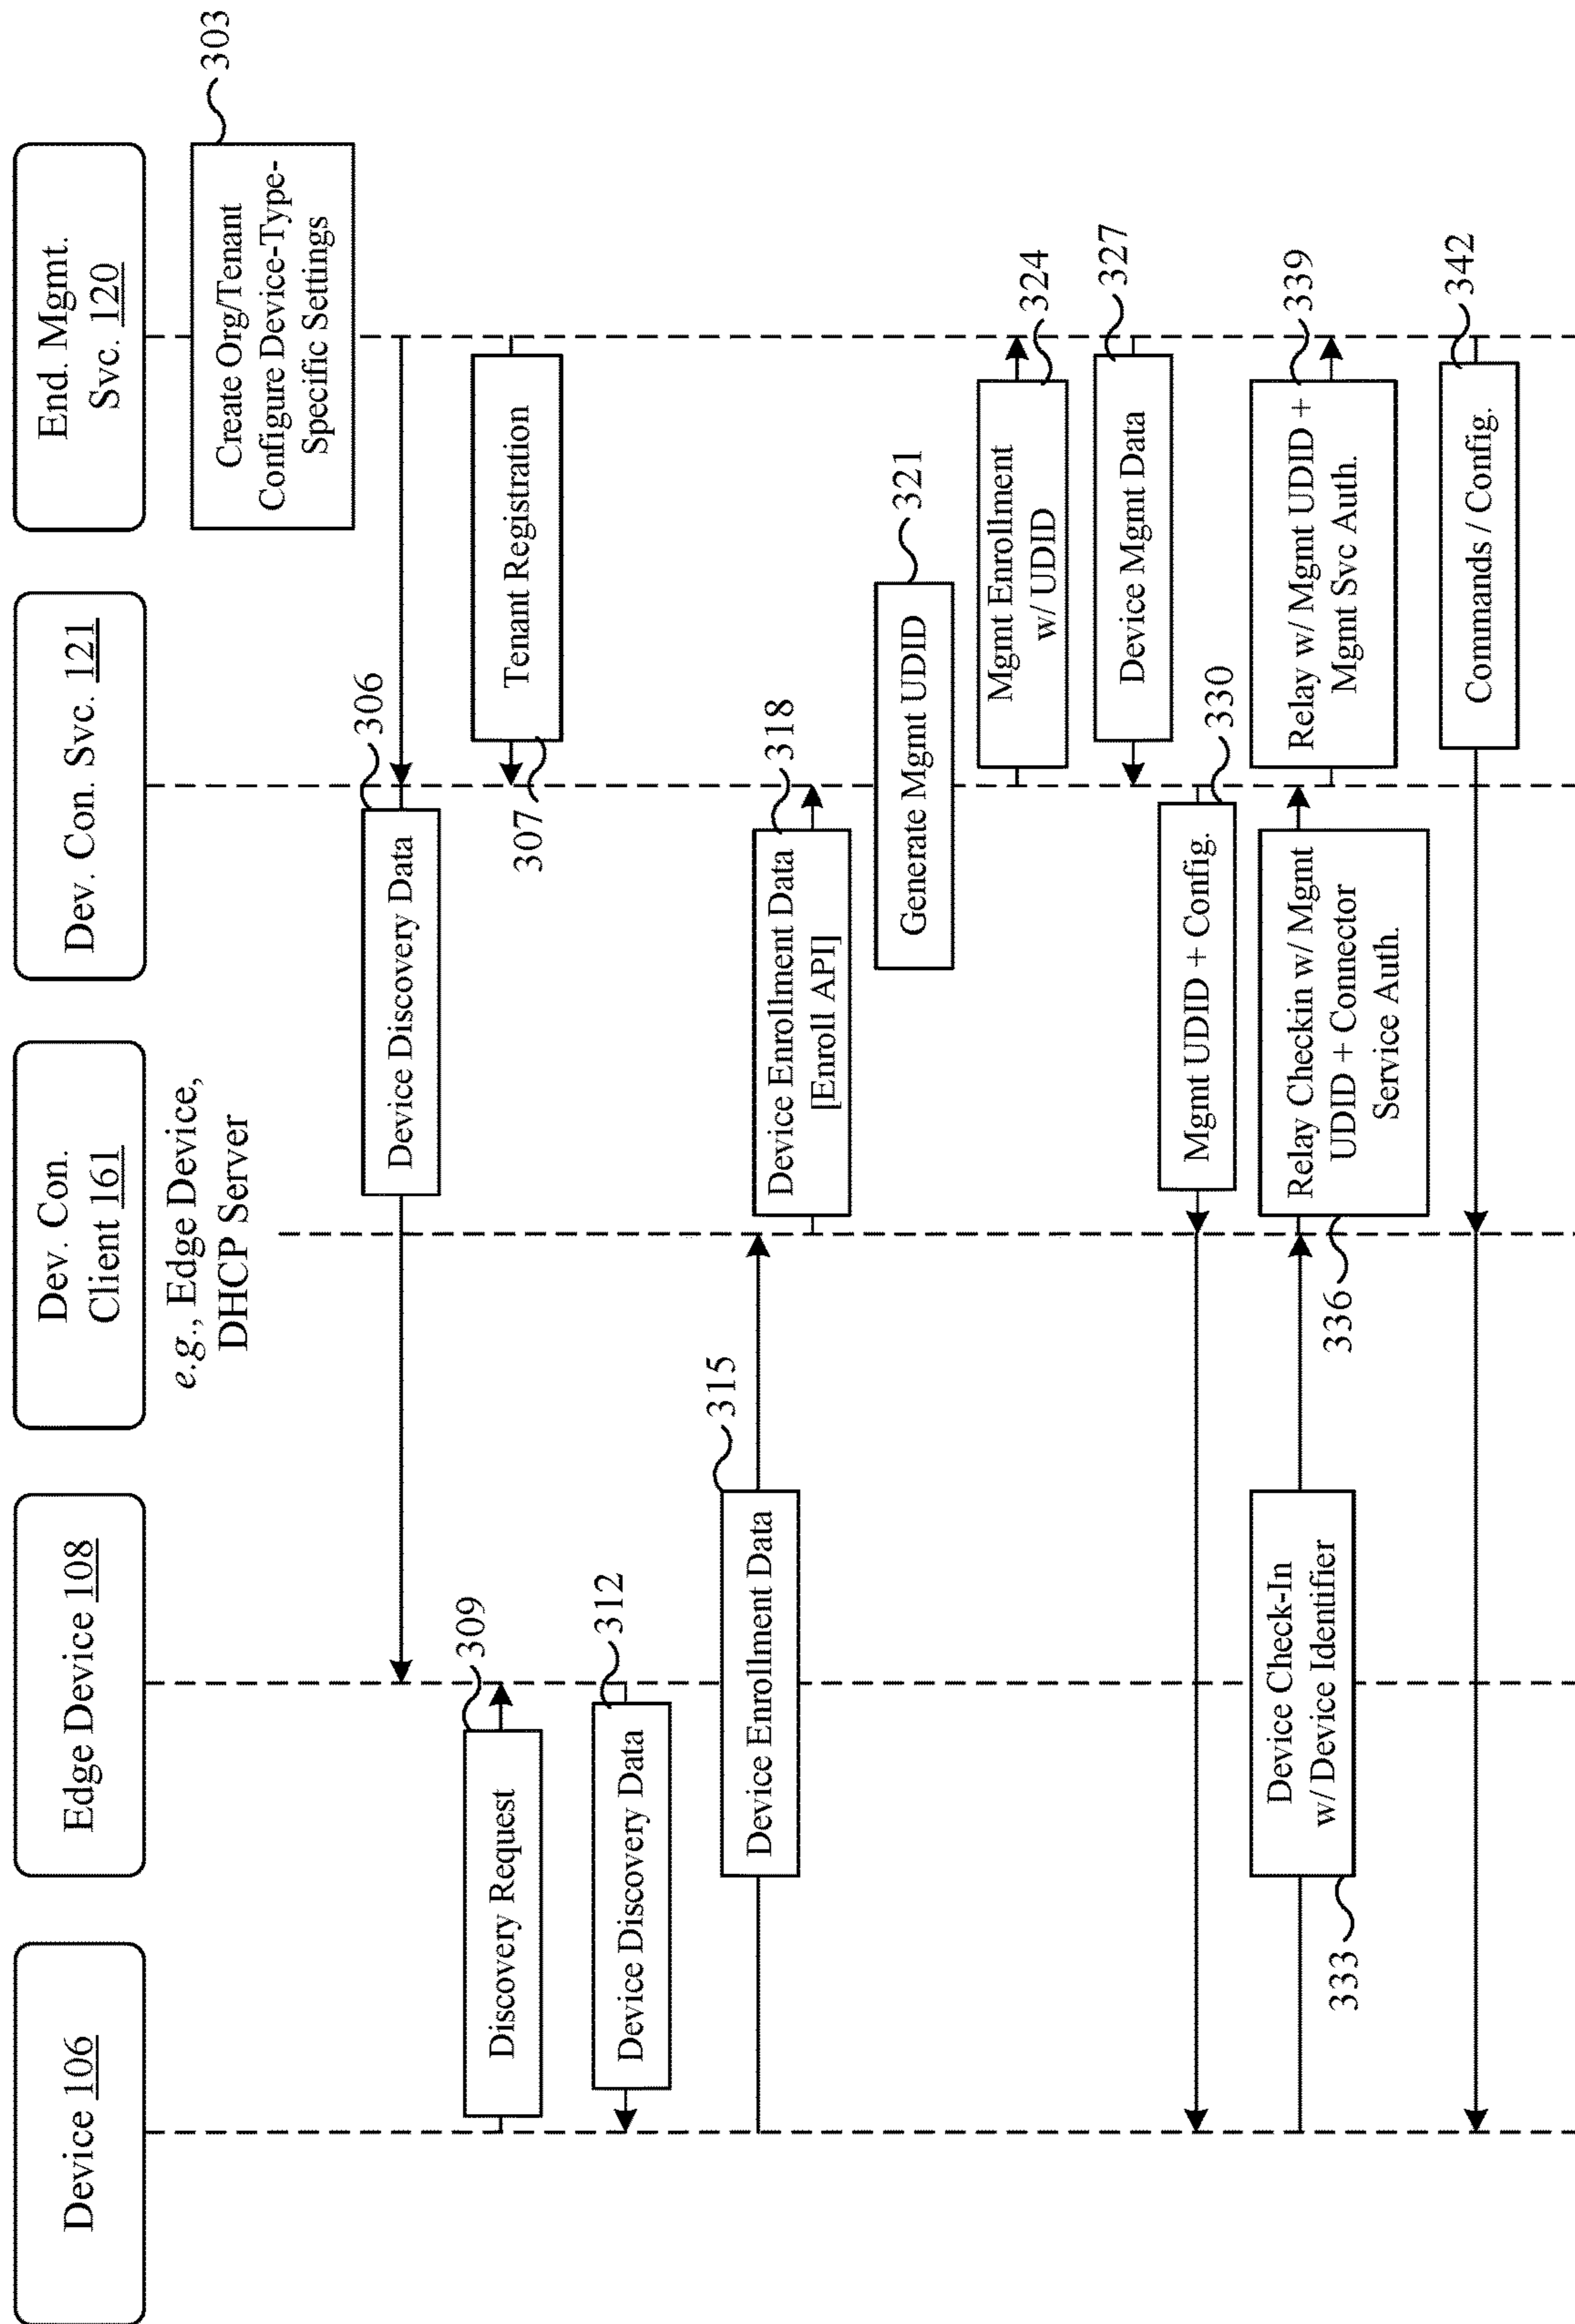 Device 106
Edge Device 108
Dev. Con.
Client 161
e.g., Edge Device,
DHCP Server
Dev. Con. Svc. 121
End. Mgmt.
Svc. 120
303
Create Org/Tenant
Configure Device-Type-
Specific Settings
306
Device Discovery Data
307
Tenant Registration
309
Discovery Request
312
Device Discovery Data
315
Device Enrollment Data
318
Device Enrollment Data
[Enroll API]
321
Generate Mgmt UDID
324
Mgmt Enrollment
w/ UDID
327
Device Mgmt Data
330
Mgmt UDID + Config.
333
Device Check-In
w/ Device Identifier
336
Relay Checkin w/ Mgmt
UDID + Connector
Service Auth.
339
Relay w/ Mgmt UDID +
Mgmt Svc Auth.
342
Commands / Config.